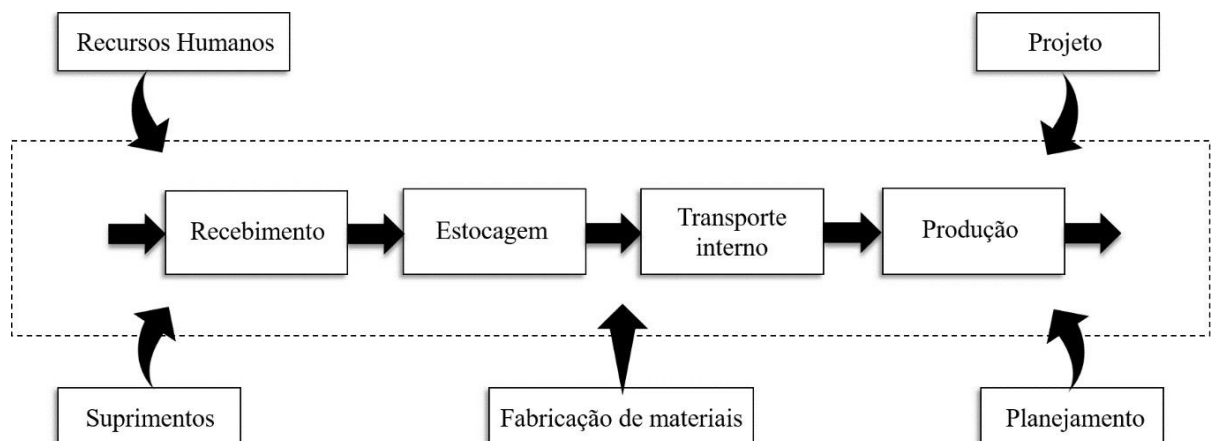 Recursos Humanos
Projeto
Recebimento
Estocagem
Transporte
interno
Produção
Suprimentos
Fabricação de materiais
Planejamento